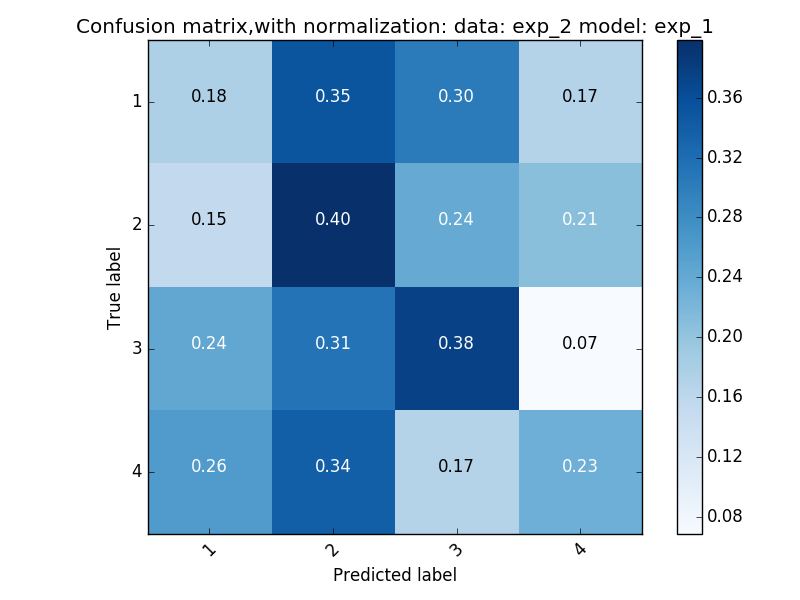 Confusion matrix,with normalization: data: exp_2 model: exp_1
1 0.18 0.35 0.30 0.17
2 0.15 0.40 0.24 0.21
3 0.24 0.31 0.38 0.07
4 0.26 0.34 0.17 0.23
1 2 3 4
True label
Predicted label
0.36
0.32
0.28
0.24
0.20
0.16
0.12
0.08